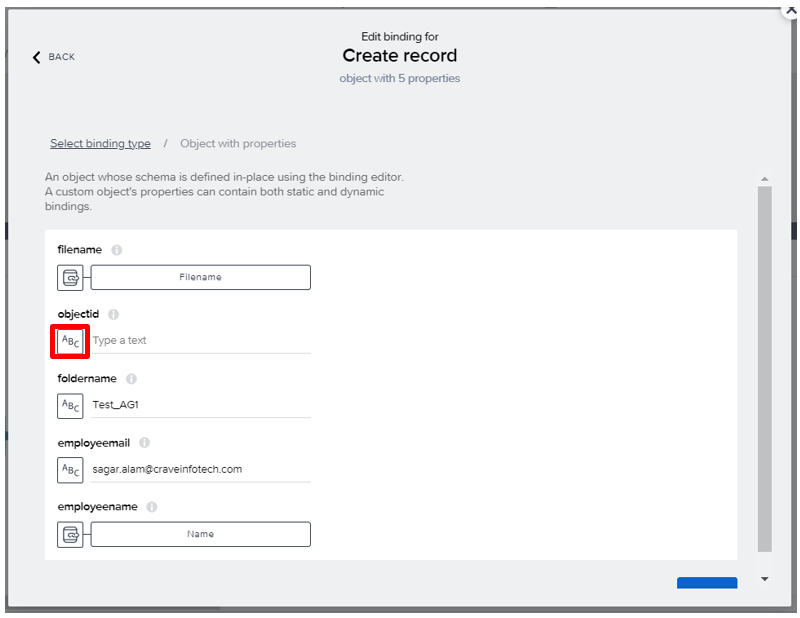 Edit binding for
BACK
Create record
object with 5 properties
Select binding type / Object with properties
An object whose schema is defined in-place using the binding editor.
A custom object's properties can contain both static and dynamic
bindings.
filename
Filename
objectid
ABC Type a text
foldername
ABC Test_AG1
employeemail
ABC sagar.alam@craveinfotech.com
employeename
Name